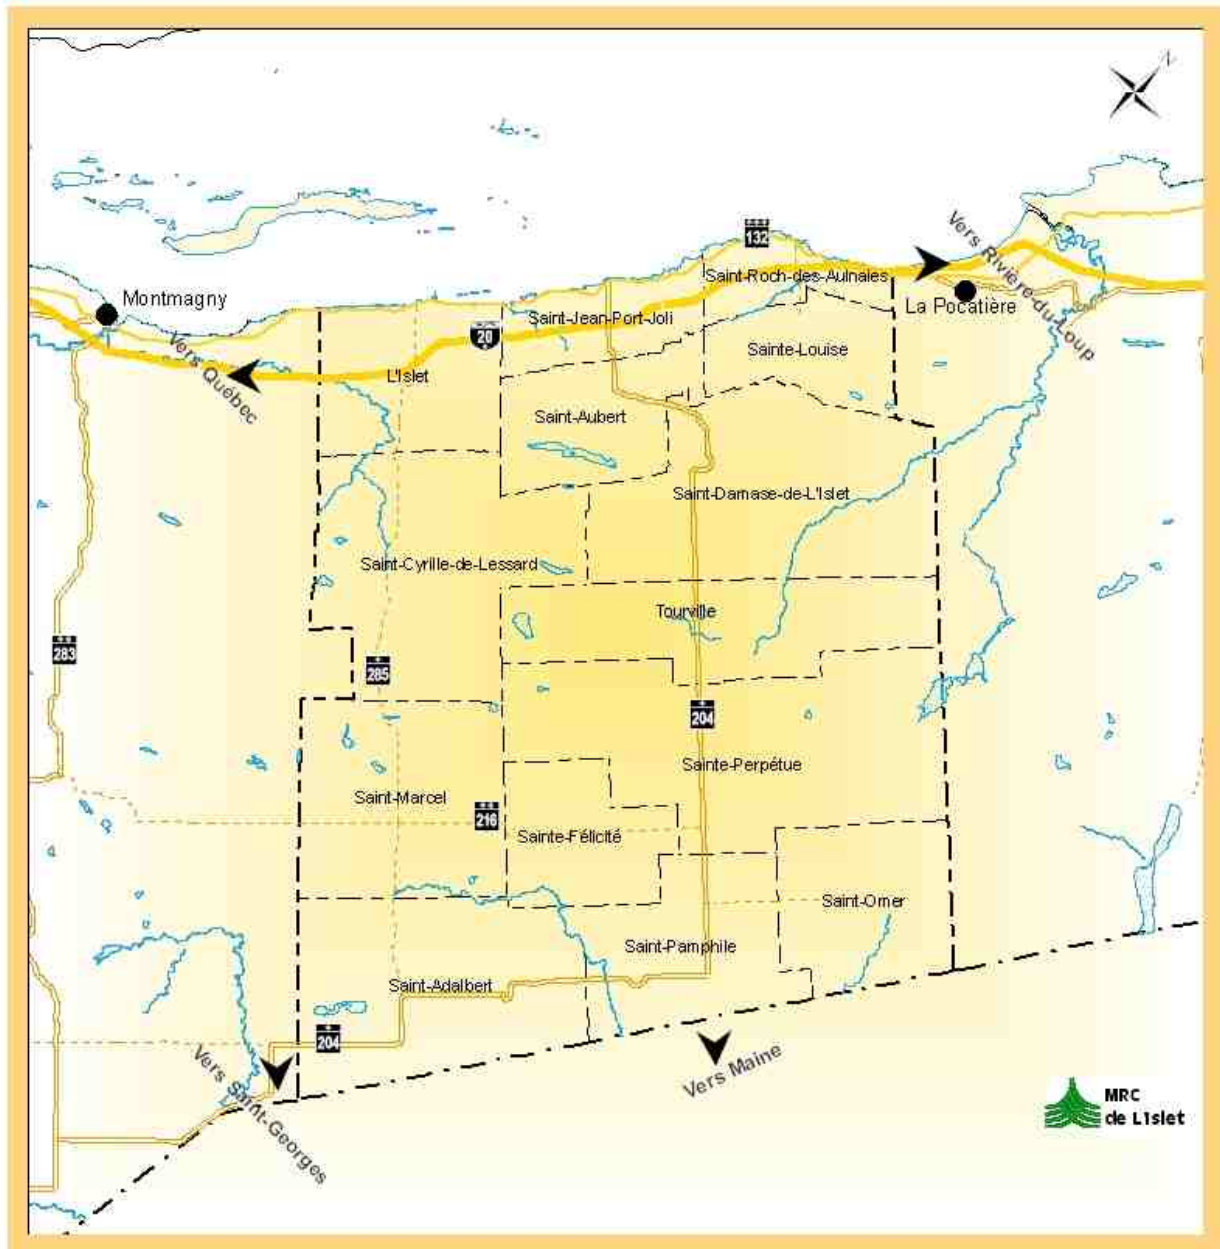 N
132
Vers Rivière-du-Loup
Saint-Roch-des-Aulnaies
Montmagny
La Pocatière
Saint-Jean-Port-Joli
20
Vers Québec
Sainte-Louise
L'Islet
Saint-Aubert
Saint-Damase-de-L'Islet
Saint-Cyrille-de-Lessard
Tourville
283
285
204
Sainte-Perpétue
Saint-Marcel
216
Sainte-Félicité
Saint-Omer
Saint-Pamphile
Saint-Adalbert
204
Vers Saint-Georges
Vers Maine
MRC
de L'Islet